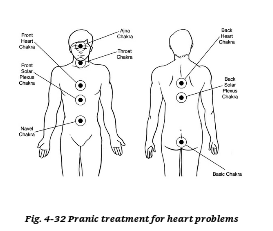 Front
Heart
Chakra
Ajna
Chakra
Throat
Chakra
Front
Solar
Plexus
Chakra
Navel
Chakra
Back
Heart
Chakra
Back
Solar
Plexus
Chakra
Basic Chakra
Fig. 4-32 Pranic treatment for heart problems